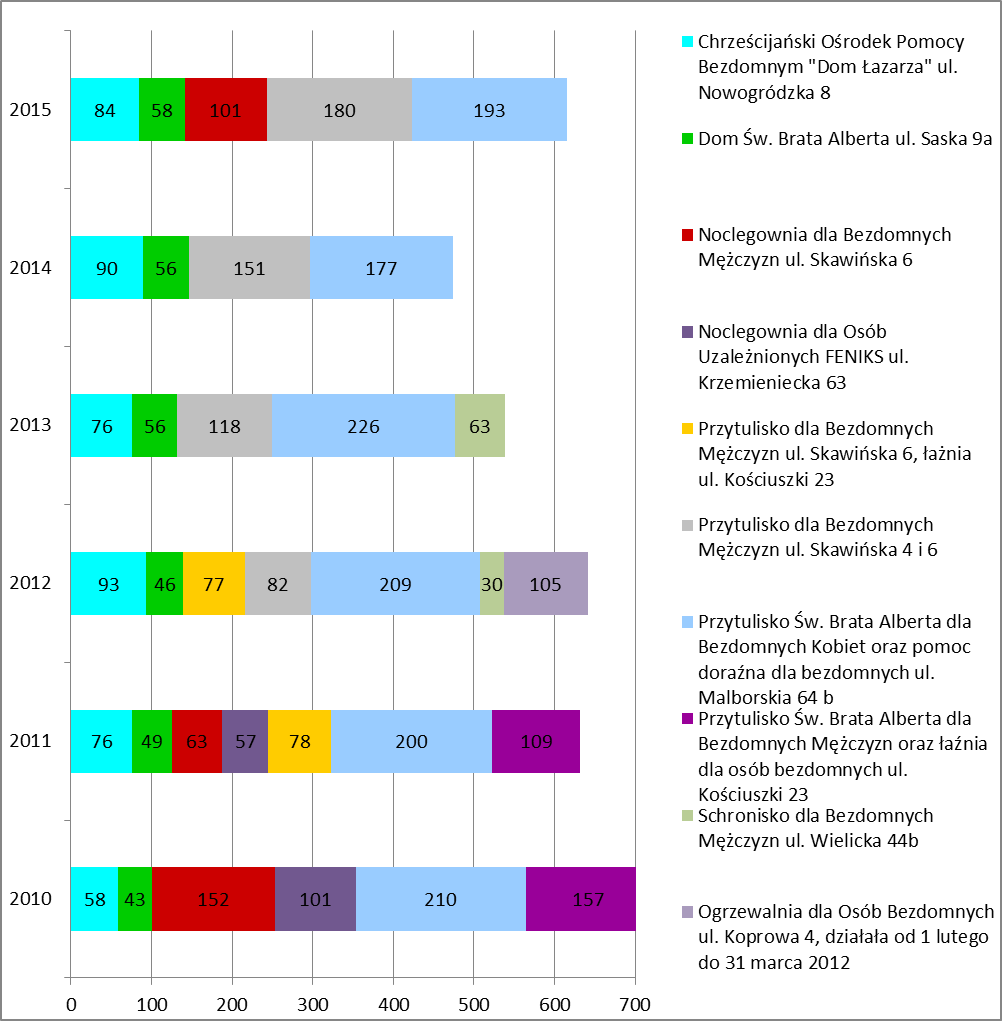 2015
84 58 101 180 193
2014
90 56 151 177
2013
76 56 118 226 63
2012
93 46 77 82 209 30 105
2011
76 49 63 57 78 200 109
2010
58 43 152 101 210 157
0 100 200 300 400 500 600 700
Chrześcijański Ośrodek Pomocy
Bezdomnym "Dom Łazarza" ul.
Nowogródzka 8
Dom Św. Brata Alberta ul. Saska 9a
Noclegownia dla Bezdomnych
Mężczyzn ul. Skawińska 6
Noclegownia dla Osób
Uzależnionych FENIKS ul.
Krzemieniecka 63
Przytulisko dla Bezdomnych
Mężczyzn ul. Skawińska 6, łażnia
ul. Kościuszki 23
Przytulisko dla Bezdomnych
Mężczyzn ul. Skawińska 4 i 6
Przytulisko Św. Brata Alberta dla
Bezdomnych Kobiet oraz pomoc
doraźna dla bezdomnych ul.
Malborska 64 b
Przytulisko Św. Brata Alberta dla
Bezdomnych Mężczyzn oraz łaźnia
dla osób bezdomnych ul.
Kościuszki 23
Schronisko dla Bezdomnych
Mężczyzn ul. Wielicka 44b
Ogrzewalnia dla Osób Bezdomnych
ul. Koprowa 4, działała od 1 lutego
do 31 marca 2012